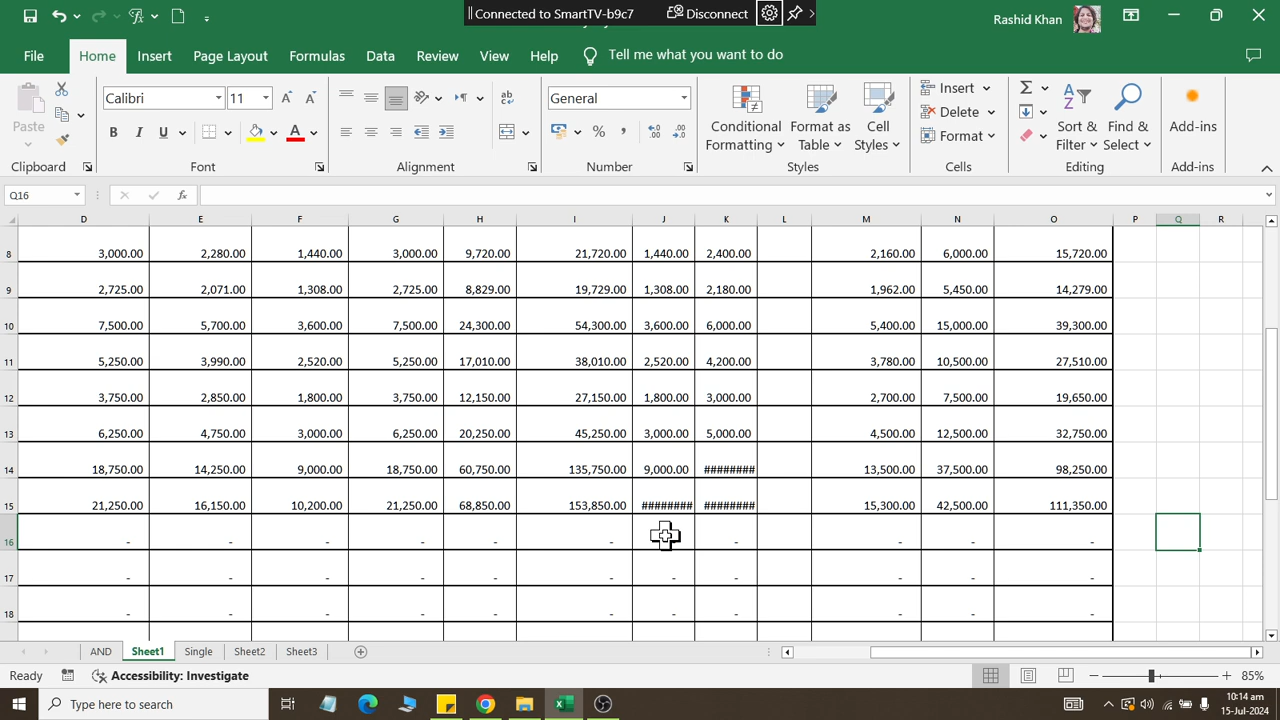 Connected to SmartTV-b9c7 Disconnect
Rashid Khan
File Home Insert Page Layout Formulas Data Review View Help Tell me what you want to do
Paste
Calibri 11
B I U A
General
% ,
Conditional Formatting
Format as Table
Cell Styles
Insert
Delete
Format
Sort & Filter
Find & Select
Add-ins
Clipboard Font Alignment Number Styles Cells Editing Add-ins
Q16 fx
D E F G H I J K L M N O P Q R
8 3,000.00 2,280.00 1,440.00 3,000.00 9,720.00 21,720.00 1,440.00 2,400.00 2,160.00 6,000.00 15,720.00
9 2,725.00 2,071.00 1,308.00 2,725.00 8,829.00 19,729.00 1,308.00 2,180.00 1,962.00 5,450.00 14,279.00
10 7,500.00 5,700.00 3,600.00 7,500.00 24,300.00 54,300.00 3,600.00 6,000.00 5,400.00 15,000.00 39,300.00
11 5,250.00 3,990.00 2,520.00 5,250.00 17,010.00 38,010.00 2,520.00 4,200.00 3,780.00 10,500.00 27,510.00
12 3,750.00 2,850.00 1,800.00 3,750.00 12,150.00 27,150.00 1,800.00 3,000.00 2,700.00 7,500.00 19,650.00
13 6,250.00 4,750.00 3,000.00 6,250.00 20,250.00 45,250.00 3,000.00 5,000.00 4,500.00 12,500.00 32,750.00
14 18,750.00 14,250.00 9,000.00 18,750.00 60,750.00 135,750.00 9,000.00 ######## 13,500.00 37,500.00 98,250.00
15 21,250.00 16,150.00 10,200.00 21,250.00 68,850.00 153,850.00 ######## ######## 15,300.00 42,500.00 111,350.00
16 - - - - - - - - - -
17 - - - - - - - - - - -
18 - - - - - - - - - - -
AND Sheet1 Single Sheet2 Sheet3
Ready Accessibility: Investigate 85%
Type here to search
10:14 am
15-Jul-2024